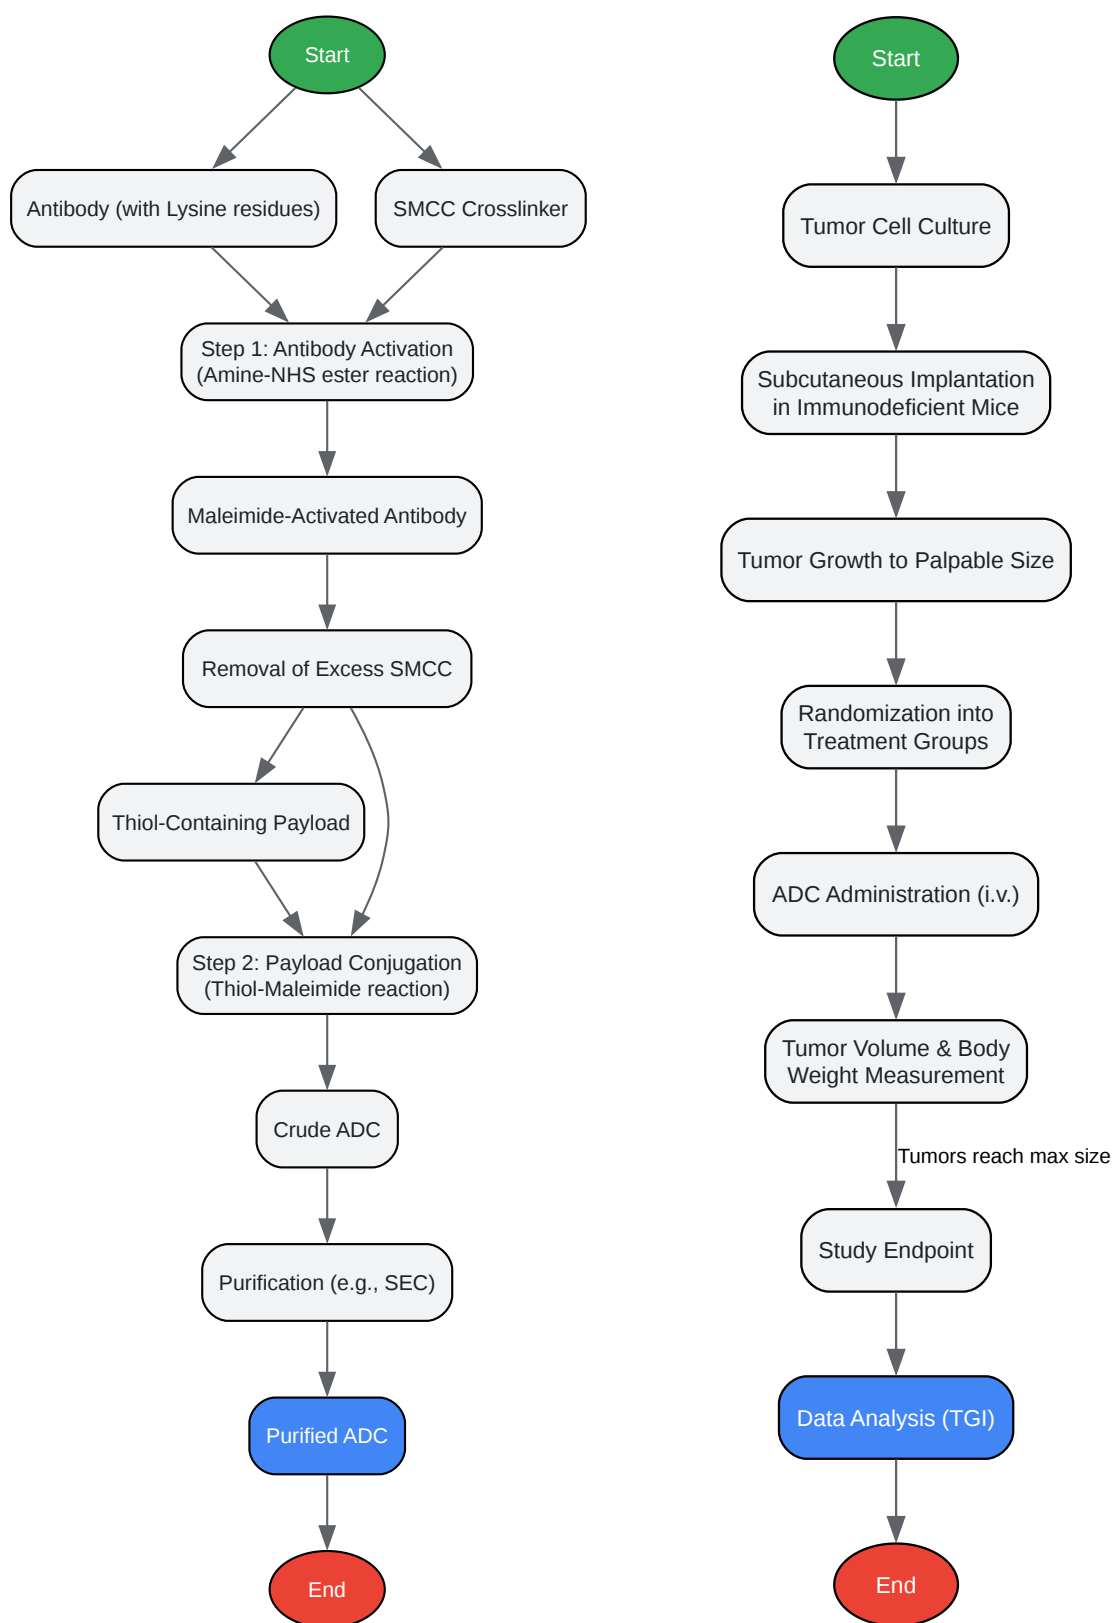 Start
Antibody (with Lysine residues)
SMCC Crosslinker
Step 1: Antibody Activation
(Amine-NHS ester reaction)
Maleimide-Activated Antibody
Removal of Excess SMCC
Thiol-Containing Payload
Step 2: Payload Conjugation
(Thiol-Maleimide reaction)
Crude ADC
Purification (e.g., SEC)
Purified ADC
End
Start
Tumor Cell Culture
Subcutaneous Implantation
in Immunodeficient Mice
Tumor Growth to Palpable Size
Randomization into
Treatment Groups
ADC Administration (i.v.)
Tumor Volume & Body
Weight Measurement
Tumors reach max size
Study Endpoint
Data Analysis (TGI)
End